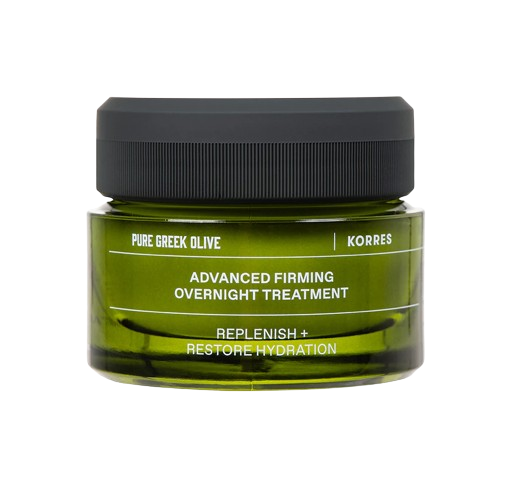 PURE GREEK OLIVE | KORRES
ADVANCED FIRMING
OVERNIGHT TREATMENT
REPLENISH +
RESTORE HYDRATION